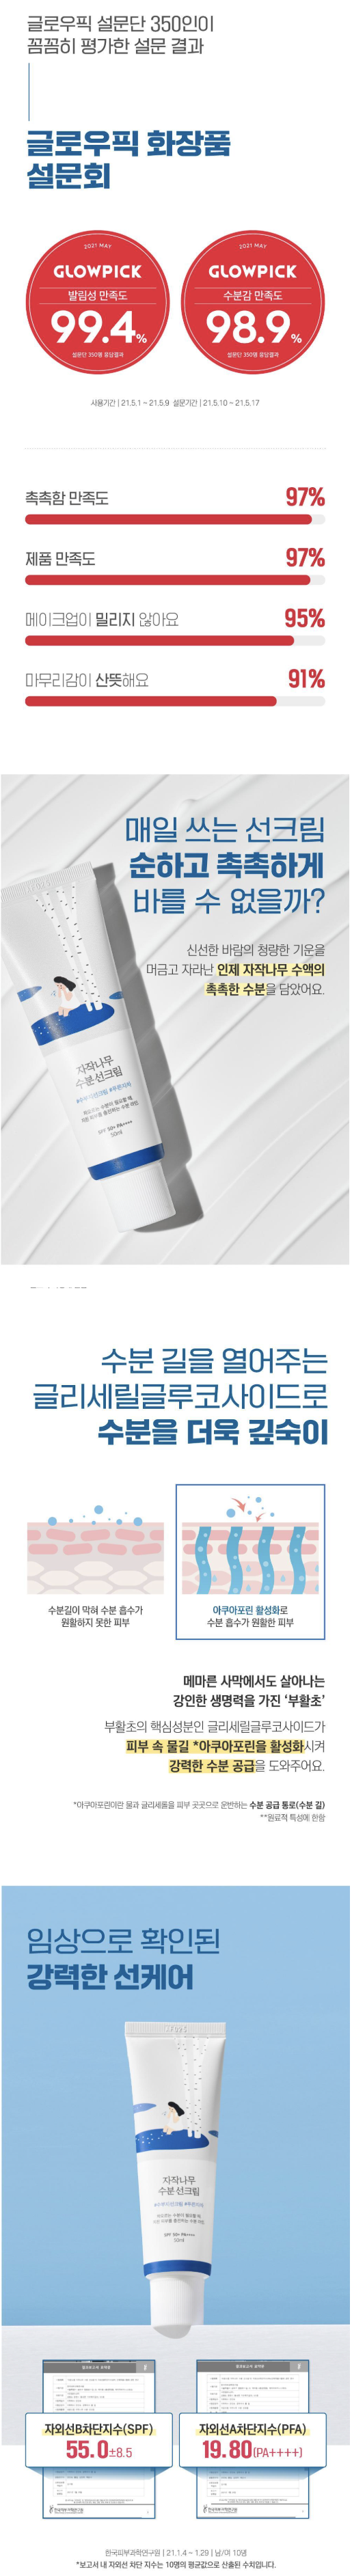 글로우픽 설문단 350인이
꼼꼼히 평가한 설문 결과
글로우픽 화장품
설문회
2021 MAY
GLOWPICK
발림성 만족도
99.4%
설문단 350명 응답결과
2021 MAY
GLOWPICK
수분감 만족도
98.9%
설문단 350명 응답결과
사용기간 | 21.5.1 ~ 21.5.9 설문기간 | 21.5.10 ~ 21.5.17
촉촉함 만족도 97%
제품 만족도 97%
메이크업이 밀리지 않아요 95%
마무리감이 산뜻해요 91%
매일 쓰는 선크림
순하고 촉촉하게
바를 수 없을까?
신선한 바람의 청량한 기운을
머금고 자라난 인제 자작나무 수액의
촉촉한 수분을 담았어요.
자작나무
수분선크림
SPF 50+ PA++++
50ml
수분 길을 열어주는
글리세릴글루코사이드로
수분을 더욱 깊숙이
수분길이 막혀 수분 흡수가
원활하지 못한 피부
아쿠아포린 활성화로
수분 흡수가 원활한 피부
메마른 사막에서도 살아나는
강인한 생명력을 가진 ‘부활초’
부활초의 핵심성분인 글리세릴글루코사이드가
피부 속 물길 *아쿠아포린을 활성화시켜
강력한 수분 공급을 도와주어요.
*아쿠아포린이란 물과 글리세롤을 피부 곳곳으로 운반하는 수분 공급 통로(수분 길)
**원료적 특성에 한함
임상으로 확인된
강력한 선케어
자작나무
수분선크림
SPF 50+ PA++++
50ml
자외선B차단지수(SPF)
55.0±8.5
자외선A차단지수(PFA)
19.80(PA++++)
한국피부과학연구원 | 21.1.4 ~ 1.29 | 남/여 10명
*보고서 내 자외선 차단 지수는 10명의 평균값으로 산출된 수치입니다.